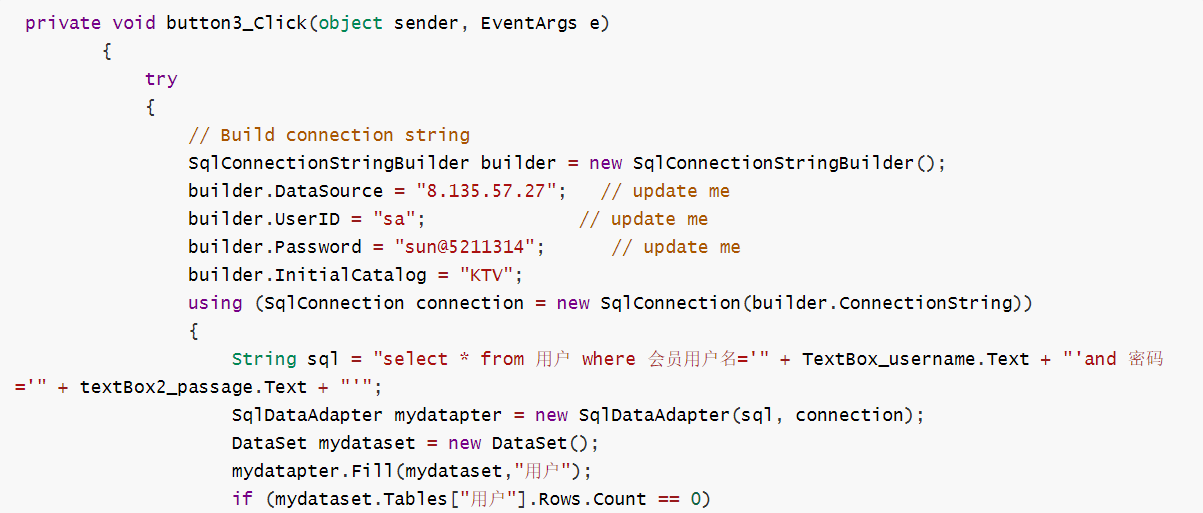 private void button3_Click(object sender, EventArgs e)
{
try
{
// Build connection string
SqlConnectionStringBuilder builder = new SqlConnectionStringBuilder();
builder.DataSource = "8.135.57.27";   // update me
builder.UserID = "sa";              // update me
builder.Password = "sun@5211314";      // update me
builder.InitialCatalog = "KTV";
using (SqlConnection connection = new SqlConnection(builder.ConnectionString))
{
String sql = "select * from 用户 where 会员用户名='" + TextBox_username.Text + "'and 密码
='" + textBox2_passage.Text + "'";
SqlDataAdapter mydatapter = new SqlDataAdapter(sql, connection);
DataSet mydataset = new DataSet();
mydatapter.Fill(mydataset,"用户");
if (mydataset.Tables["用户"].Rows.Count == 0)